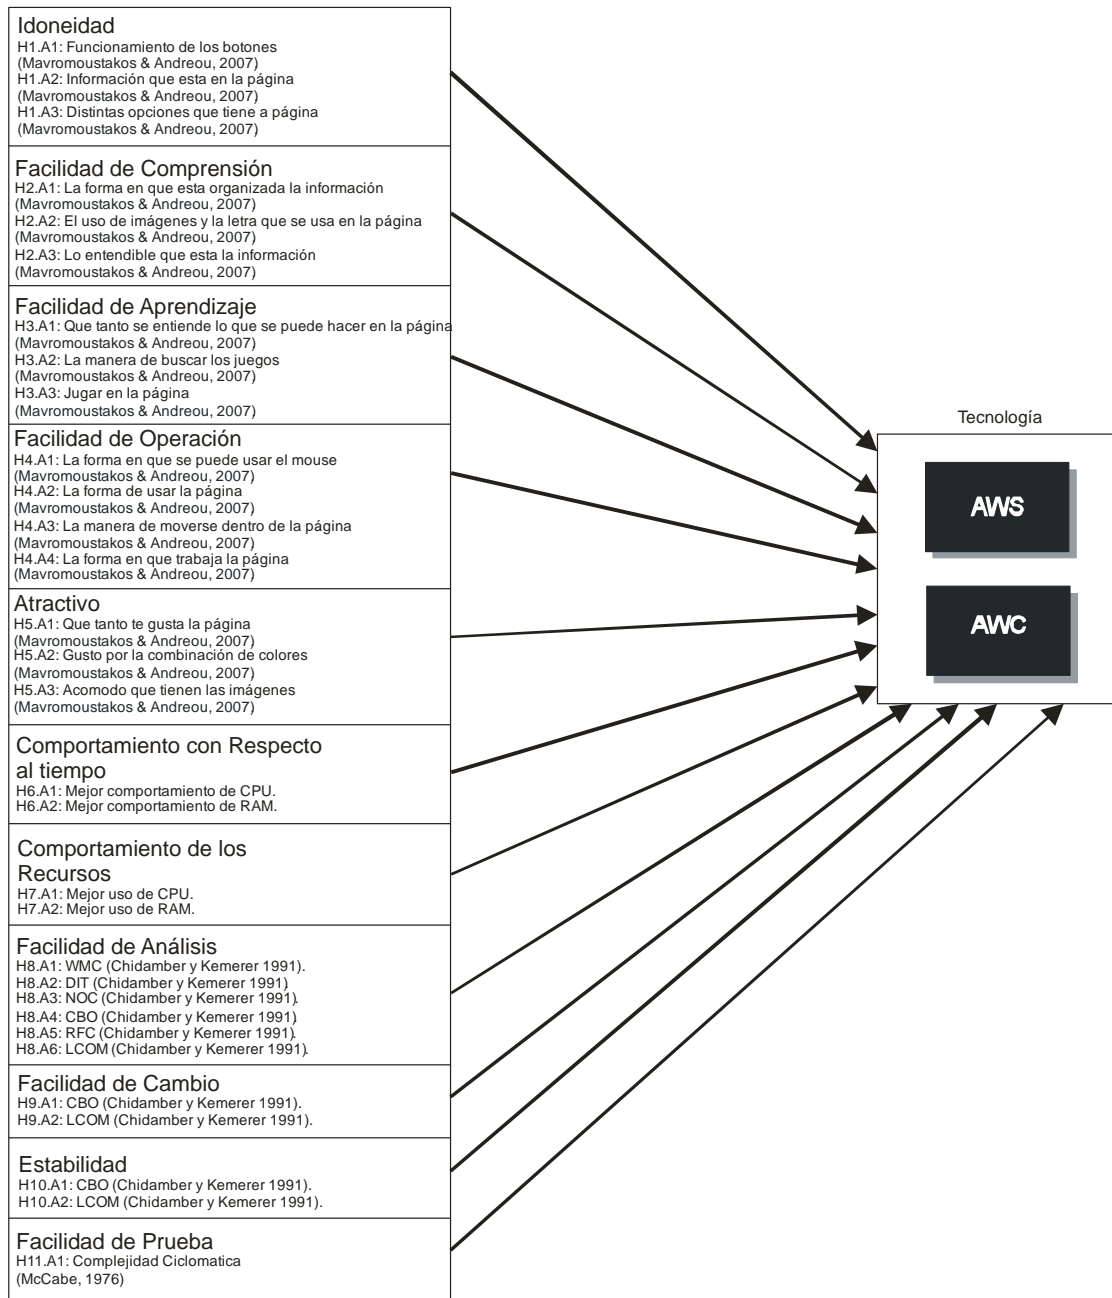 Idoneidad
H1.A1: Funcionamiento de los botones
(Mavromoustakos & Andreou, 2007)
H1.A2: Información que esta en la página
(Mavromoustakos & Andreou, 2007)
H1.A3: Distintas opciones que tiene a página
(Mavromoustakos & Andreou, 2007)
Facilidad de Comprensión
H2.A1: La forma en que esta organizada la información
(Mavromoustakos & Andreou, 2007)
H2.A2: El uso de imágenes y la letra que se usa en la página
(Mavromoustakos & Andreou, 2007)
H2.A3: Lo entendible que esta la información
(Mavromoustakos & Andreou, 2007)
Facilidad de Aprendizaje
H3.A1: Que tanto se entiende lo que se puede hacer en la página
(Mavromoustakos & Andreou, 2007)
H3.A2: La manera de buscar los juegos
(Mavromoustakos & Andreou, 2007)
H3.A3: Jugar en la página
(Mavromoustakos & Andreou, 2007)
Facilidad de Operación
H4.A1: La forma en que se puede usar el mouse
(Mavromoustakos & Andreou, 2007)
H4.A2: La forma de usar la página
(Mavromoustakos & Andreou, 2007)
H4.A3: La manera de moverse dentro de la página
(Mavromoustakos & Andreou, 2007)
H4.A4: La forma en que trabaja la página
(Mavromoustakos & Andreou, 2007)
Atractivo
H5.A1: Que tanto te gusta la página
(Mavromoustakos & Andreou, 2007)
H5.A2: Gusto por la combinación de colores
(Mavromoustakos & Andreou, 2007)
H5.A3: Acomodo que tienen las imágenes
(Mavromoustakos & Andreou, 2007)
Comportamiento con Respecto
al tiempo
H6.A1: Mejor comportamiento de CPU.
H6.A2: Mejor comportamiento de RAM.
Comportamiento de los
Recursos
H7.A1: Mejor uso de CPU.
H7.A2: Mejor uso de RAM.
Facilidad de Análisis
H8.A1: WMC (Chidamber y Kemerer 1991).
H8.A2: DIT (Chidamber y Kemerer 1991)
H8.A3: NOC (Chidamber y Kemerer 1991).
H8.A4: CBO (Chidamber y Kemerer 1991)
H8.A5: RFC (Chidamber y Kemerer 1991).
H8.A6: LCOM (Chidamber y Kemerer 1991).
Facilidad de Cambio
H9.A1: CBO (Chidamber y Kemerer 1991).
H9.A2: LCOM (Chidamber y Kemerer 1991).
Estabilidad
H10.A1: CBO (Chidamber y Kemerer 1991).
H10.A2: LCOM (Chidamber y Kemerer 1991).
Facilidad de Prueba
H11.A1: Complejidad Ciclomatica
(McCabe, 1976)
Tecnología
AWS
AWC